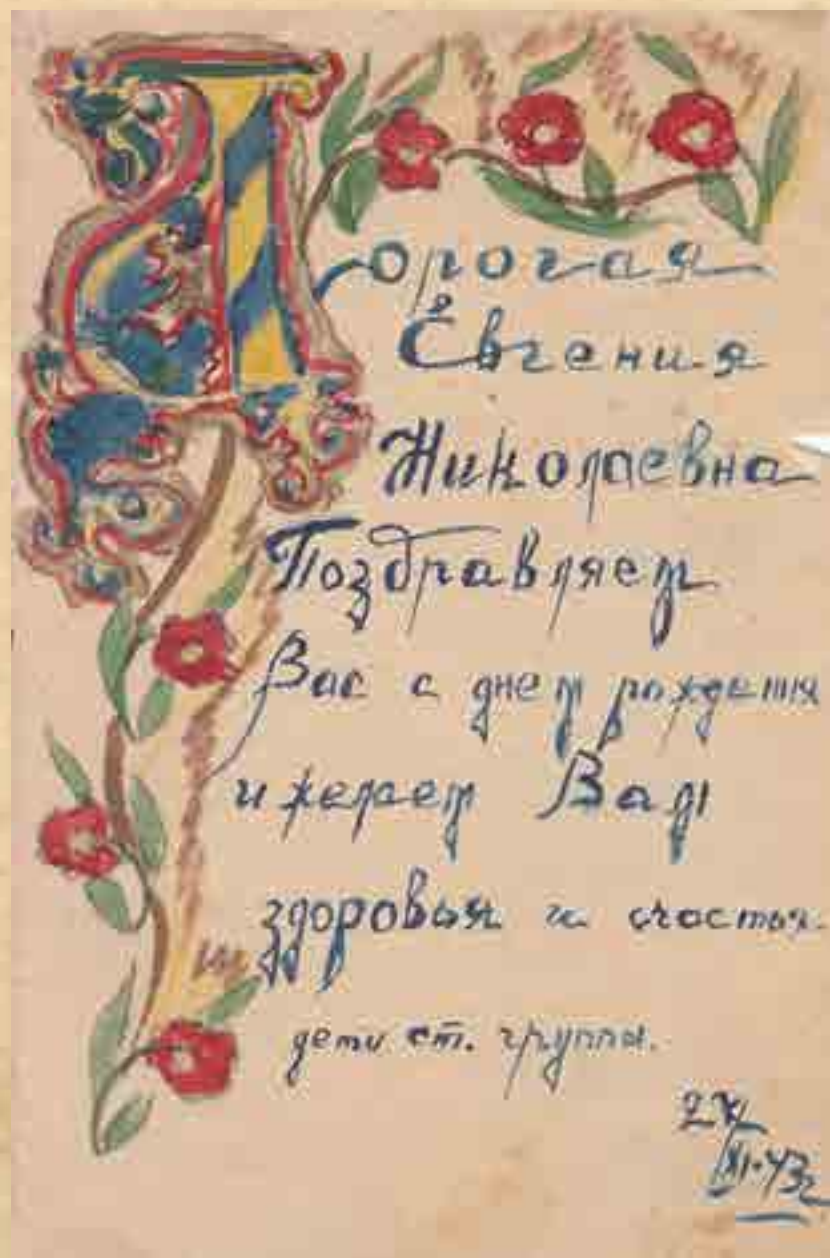 Дорогая
Евгения
Николаевна
Поздравляем
Вас с днем рождения
и желаем Вам
здоровья и счастья
дети ст. группы.
XI-43г